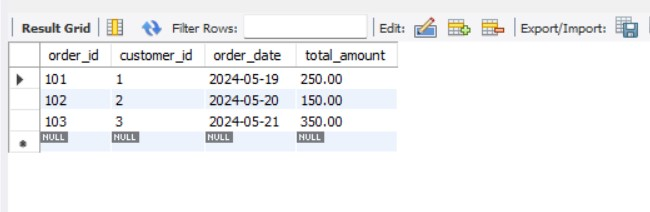 Result Grid Filter Rows: Edit: Export/Import:
order_id customer_id order_date total_amount
101 1 2024-05-19 250.00
102 2 2024-05-20 150.00
103 3 2024-05-21 350.00
NULL NULL NULL NULL